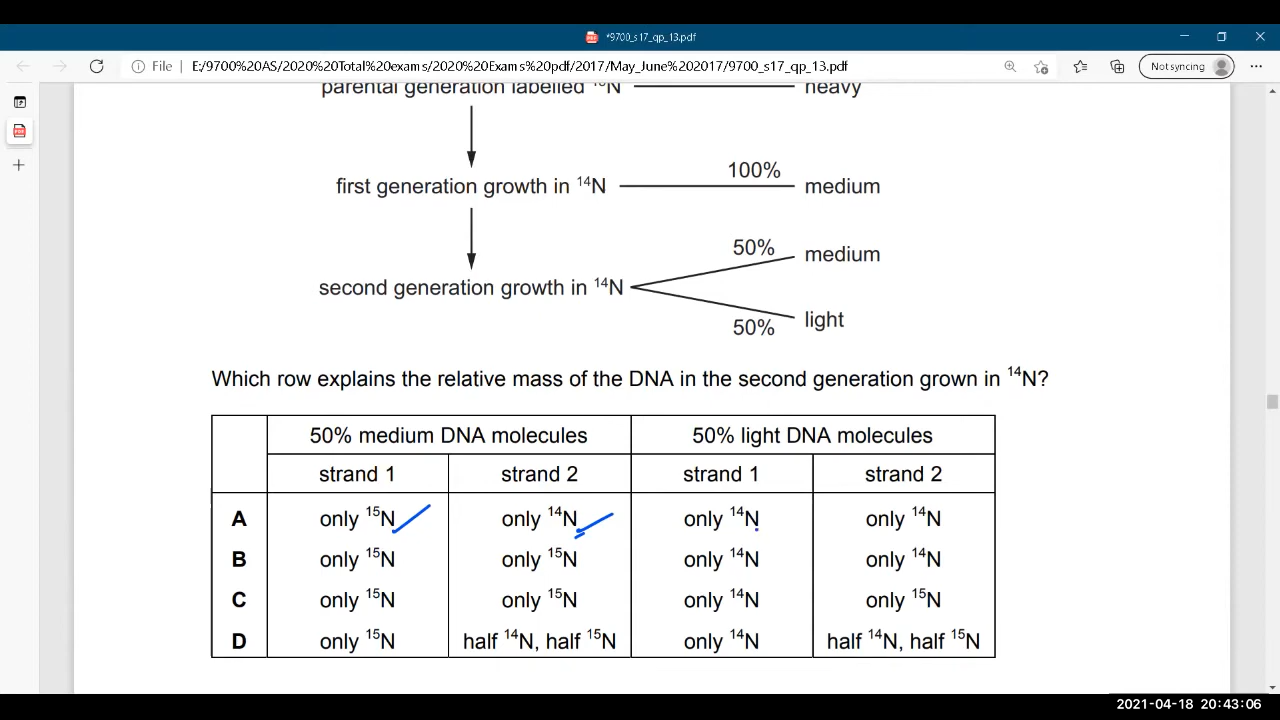 *9700_s17_qp_13.pdf
File E:/9700%20AS/2020%20Total%20exams/2020%20Exams%20pdf/2017/May_June%202017/9700_s17_qp_13.pdf Not syncing
parental generation labelled ¹⁵N heavy
100%
first generation growth in ¹⁴N medium
50%
medium
second generation growth in ¹⁴N
light
50%
Which row explains the relative mass of the DNA in the second generation grown in ¹⁴N?
50% medium DNA molecules 50% light DNA molecules
strand 1 strand 2 strand 1 strand 2
A only ¹⁵N only ¹⁴N only ¹⁴N only ¹⁴N
B only ¹⁵N only ¹⁵N only ¹⁴N only ¹⁴N
C only ¹⁵N only ¹⁵N only ¹⁴N only ¹⁵N
D only ¹⁵N half ¹⁴N, half ¹⁵N only ¹⁴N half ¹⁴N, half ¹⁵N
2021-04-18 20:43:06